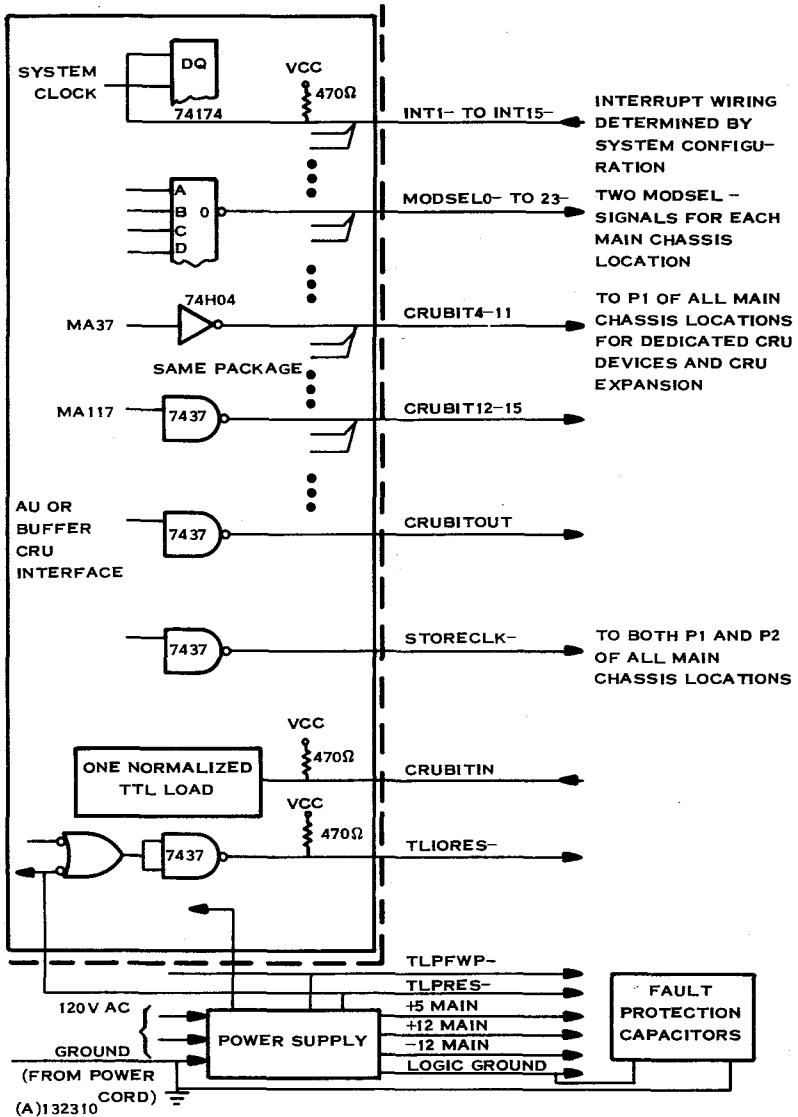 SYSTEM
CLOCK
DQ
74174
VCC
470Ω
INT1- TO INT15-
INTERRUPT WIRING
DETERMINED BY
SYSTEM CONFIGU-
RATION
A
B
C
D
0
MODSEL0- TO 23-
TWO MODSEL -
SIGNALS FOR EACH
MAIN CHASSIS
LOCATION
74H04
MA37
CRUBIT4-11
TO P1 OF ALL MAIN
CHASSIS LOCATIONS
FOR DEDICATED CRU
DEVICES AND CRU
EXPANSION
SAME PACKAGE
MA117
7437
CRUBIT12-15
AU OR
BUFFER
CRU
INTERFACE
7437
CRUBITOUT
7437
STORECLK-
TO BOTH P1 AND P2
OF ALL MAIN
CHASSIS LOCATIONS
VCC
470Ω
ONE NORMALIZED
TTL LOAD
CRUBITIN
VCC
470Ω
7437
TLIORES-
TLPFWP-
TLPRES-
120V AC
+5 MAIN
POWER SUPPLY
+12 MAIN
-12 MAIN
GROUND
LOGIC GROUND
(FROM POWER
CORD)
FAULT
PROTECTION
CAPACITORS
(A)132310